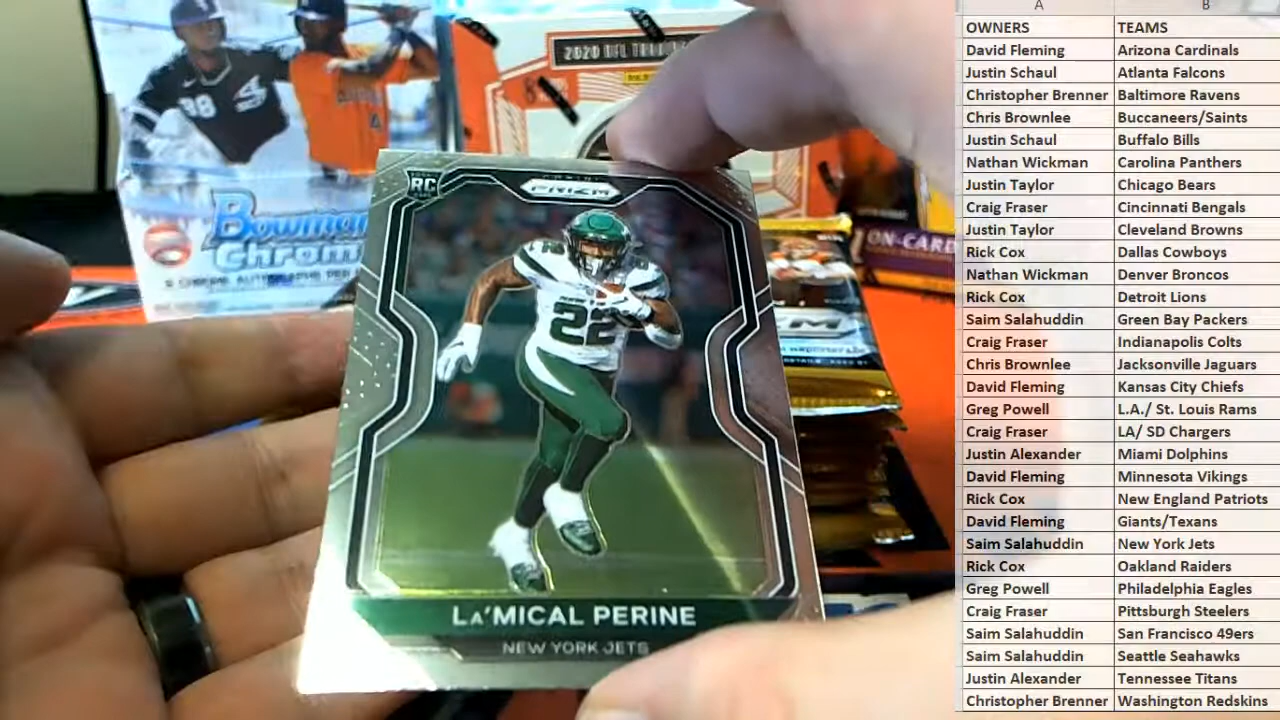 2020 NFL
Bowman
Chrome
ON-CARD
RC
PRIZM
22
LA'MICAL PERINE
NEW YORK JETS
A B
OWNERS TEAMS
David Fleming Arizona Cardinals
Justin Schaul Atlanta Falcons
Christopher Brenner Baltimore Ravens
Chris Brownlee Buccaneers/Saints
Justin Schaul Buffalo Bills
Nathan Wickman Carolina Panthers
Justin Taylor Chicago Bears
Craig Fraser Cincinnati Bengals
Justin Taylor Cleveland Browns
Rick Cox Dallas Cowboys
Nathan Wickman Denver Broncos
Rick Cox Detroit Lions
Saim Salahuddin Green Bay Packers
Craig Fraser Indianapolis Colts
Chris Brownlee Jacksonville Jaguars
David Fleming Kansas City Chiefs
Greg Powell L.A./ St. Louis Rams
Craig Fraser LA/ SD Chargers
Justin Alexander Miami Dolphins
David Fleming Minnesota Vikings
Rick Cox New England Patriots
David Fleming Giants/Texans
Saim Salahuddin New York Jets
Rick Cox Oakland Raiders
Greg Powell Philadelphia Eagles
Craig Fraser Pittsburgh Steelers
Saim Salahuddin San Francisco 49ers
Saim Salahuddin Seattle Seahawks
Justin Alexander Tennessee Titans
Christopher Brenner Washington Redskins